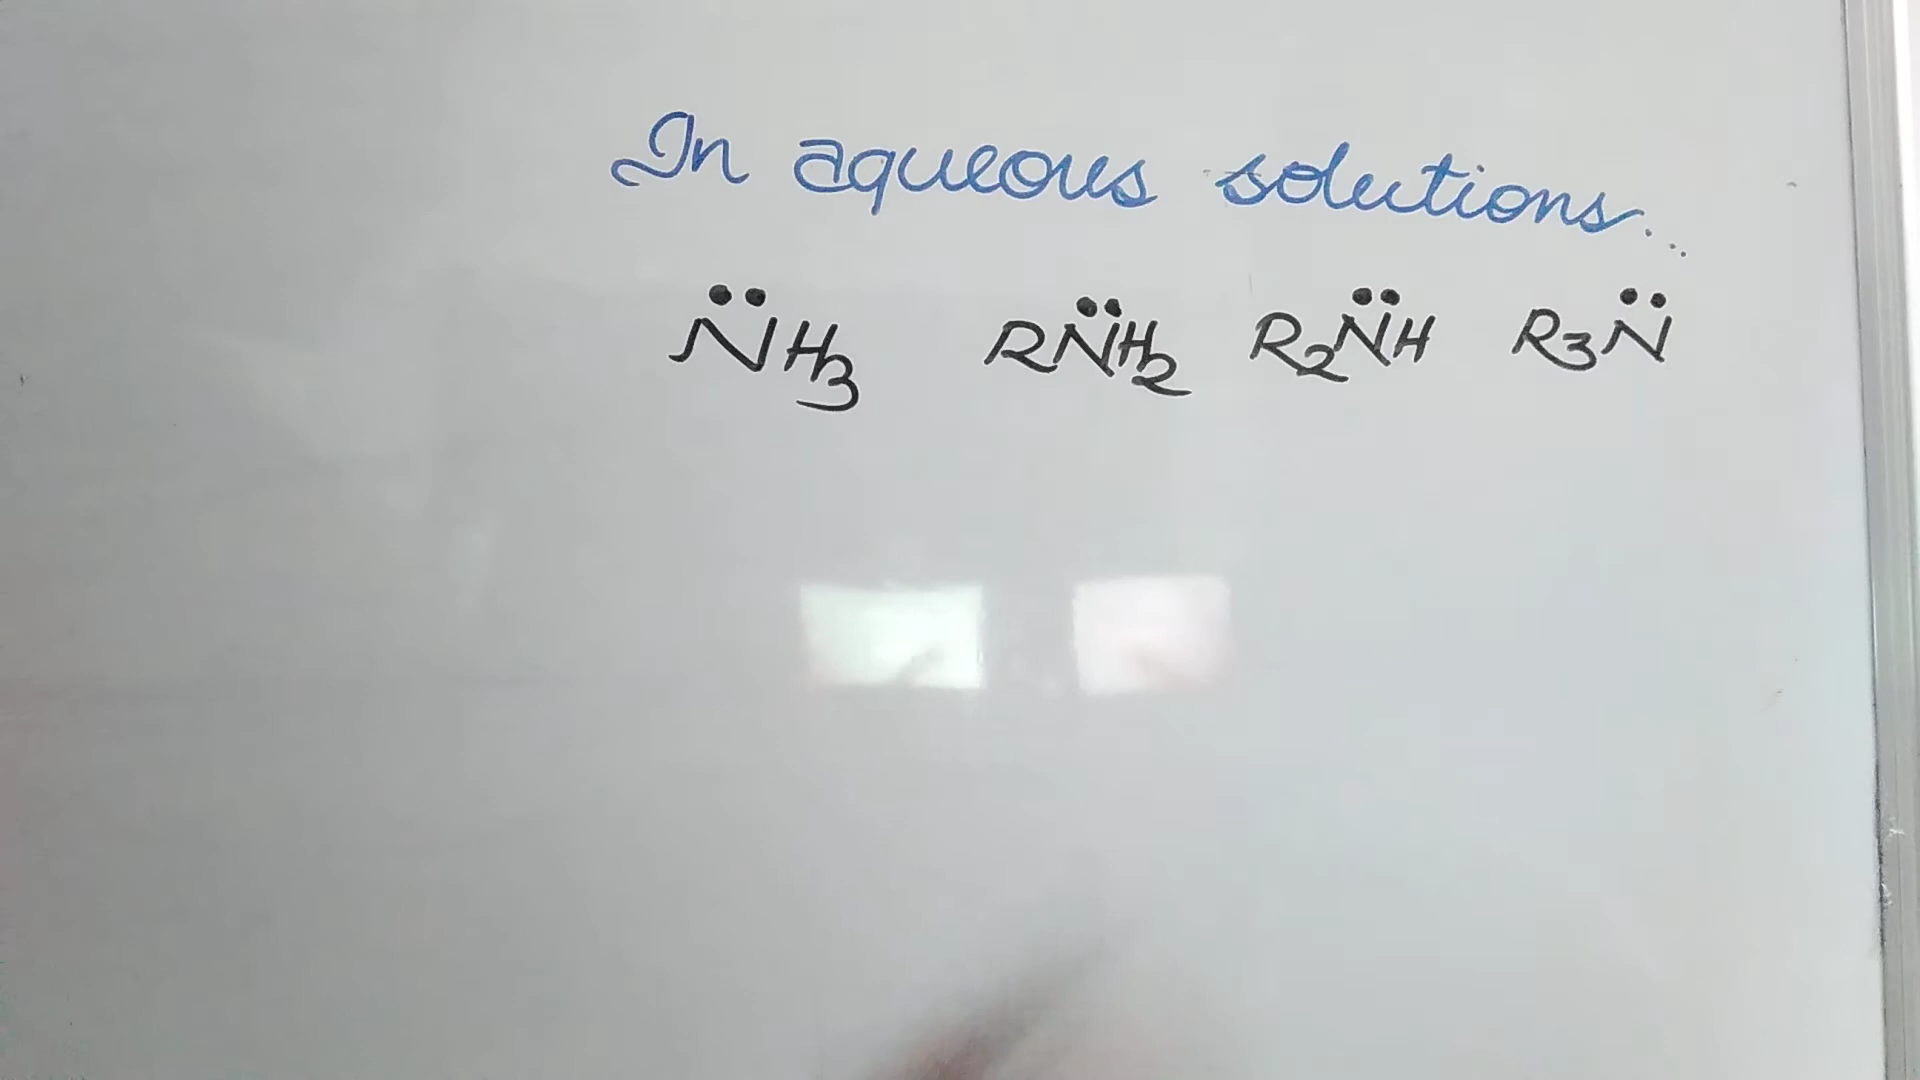 In aqueous solutions...
N̈H₃ RN̈H₂ R₂N̈H R₃N̈